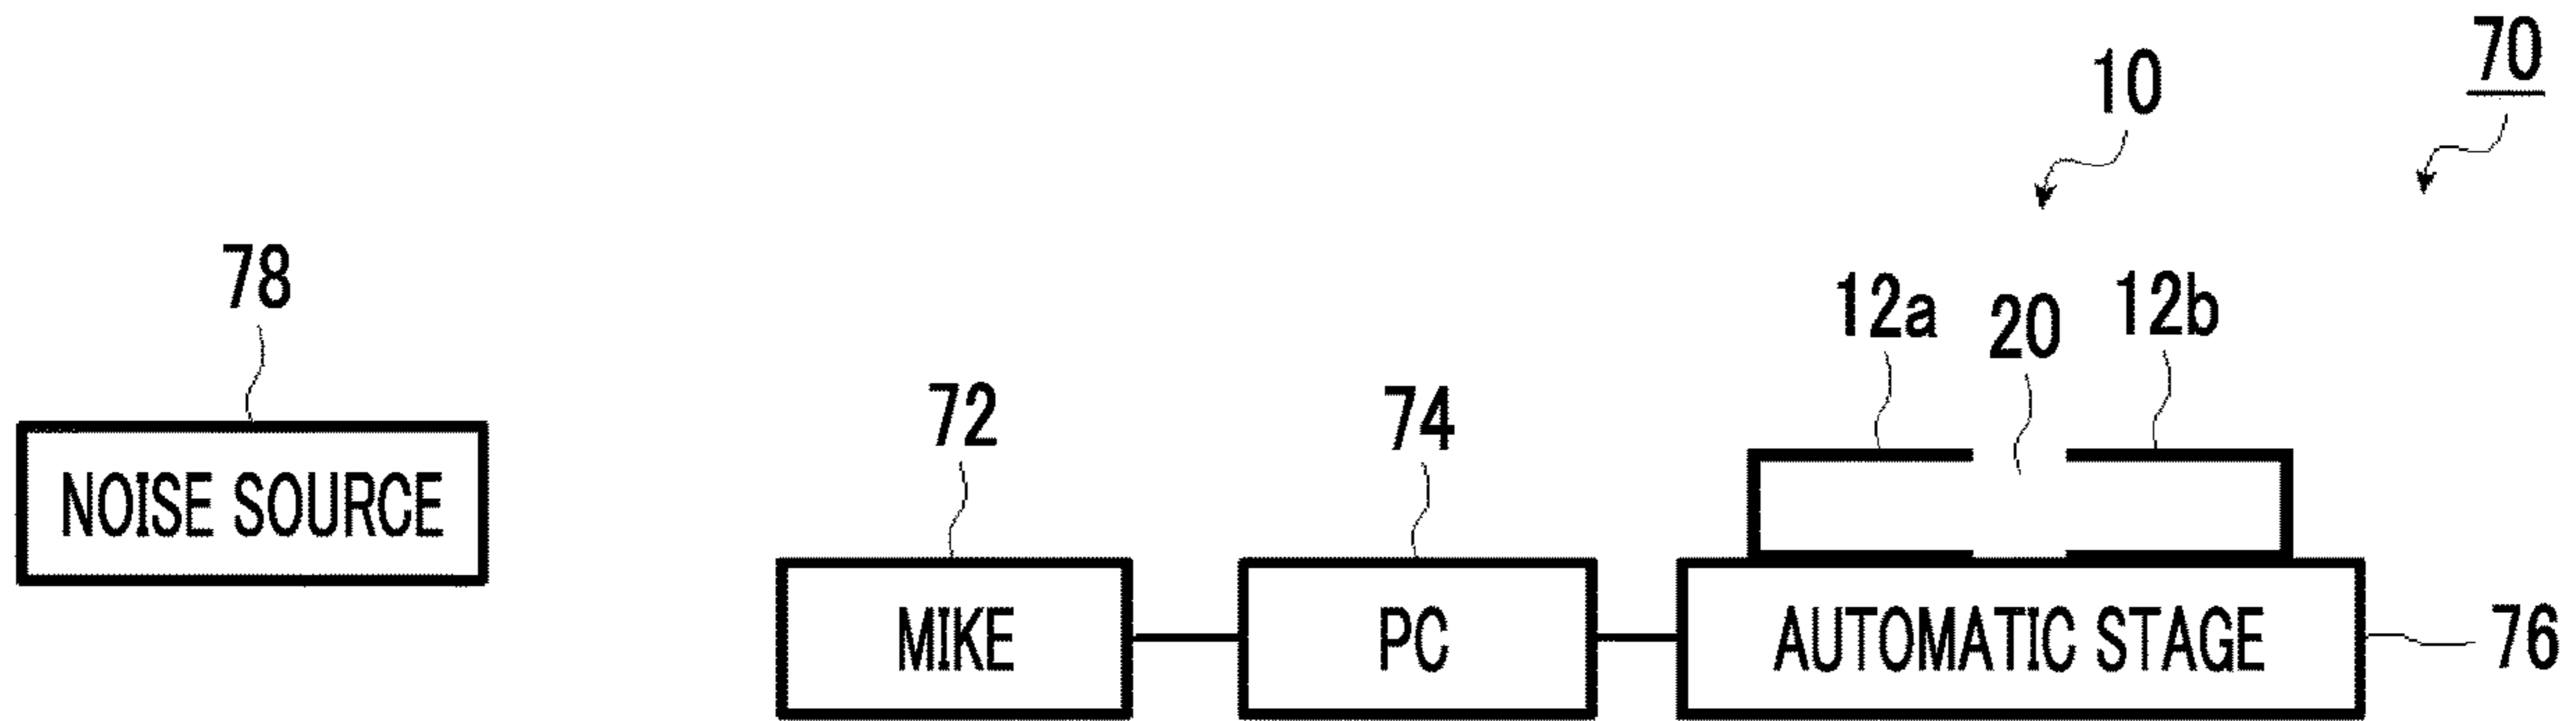 70
10
78
12a
20
12b
72
74
NOISE SOURCE
MIKE
PC
AUTOMATIC STAGE
76